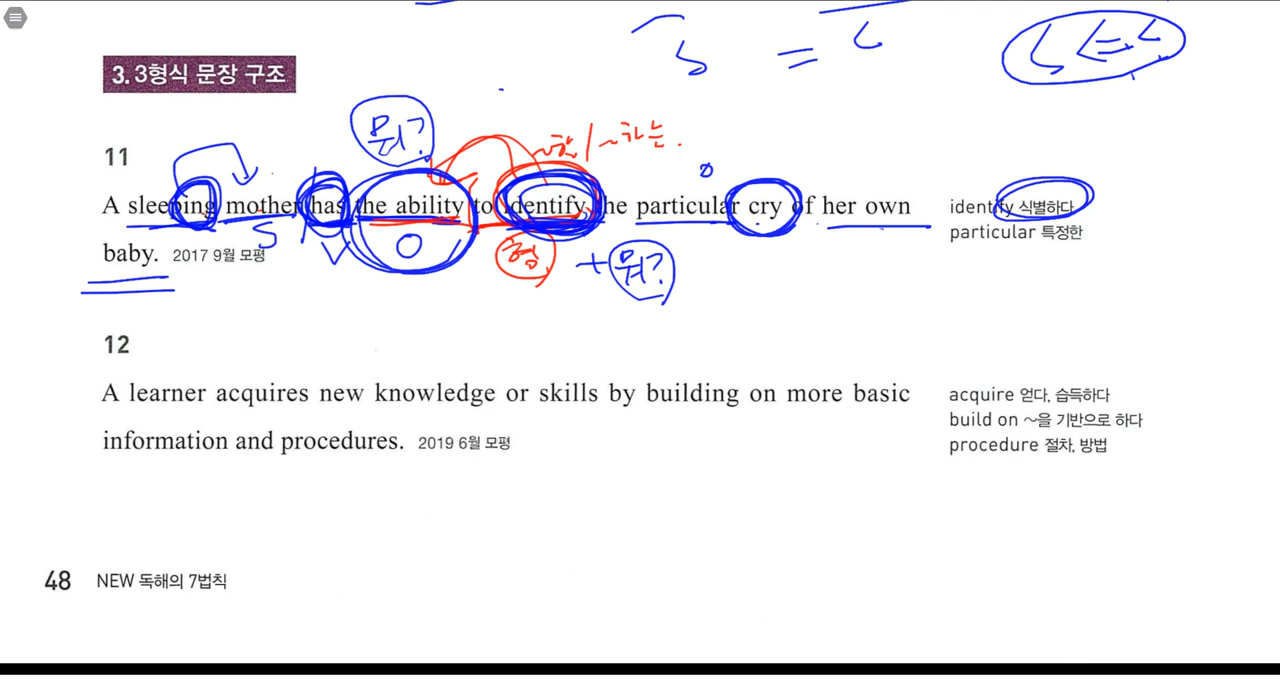 3. 3형식 문장 구조
뭐?
~할/~하는.
11
A sleeping mother has the ability to identify the particular cry of her own
identify 식별하다
S
V
O
형
+뭐?
particular 특정한
baby. 2017 9월 모평
12
A learner acquires new knowledge or skills by building on more basic
acquire 얻다, 습득하다
build on ~을 기반으로 하다
information and procedures. 2019 6월 모평
procedure 절차, 방법
48 NEW 독해의 7법칙